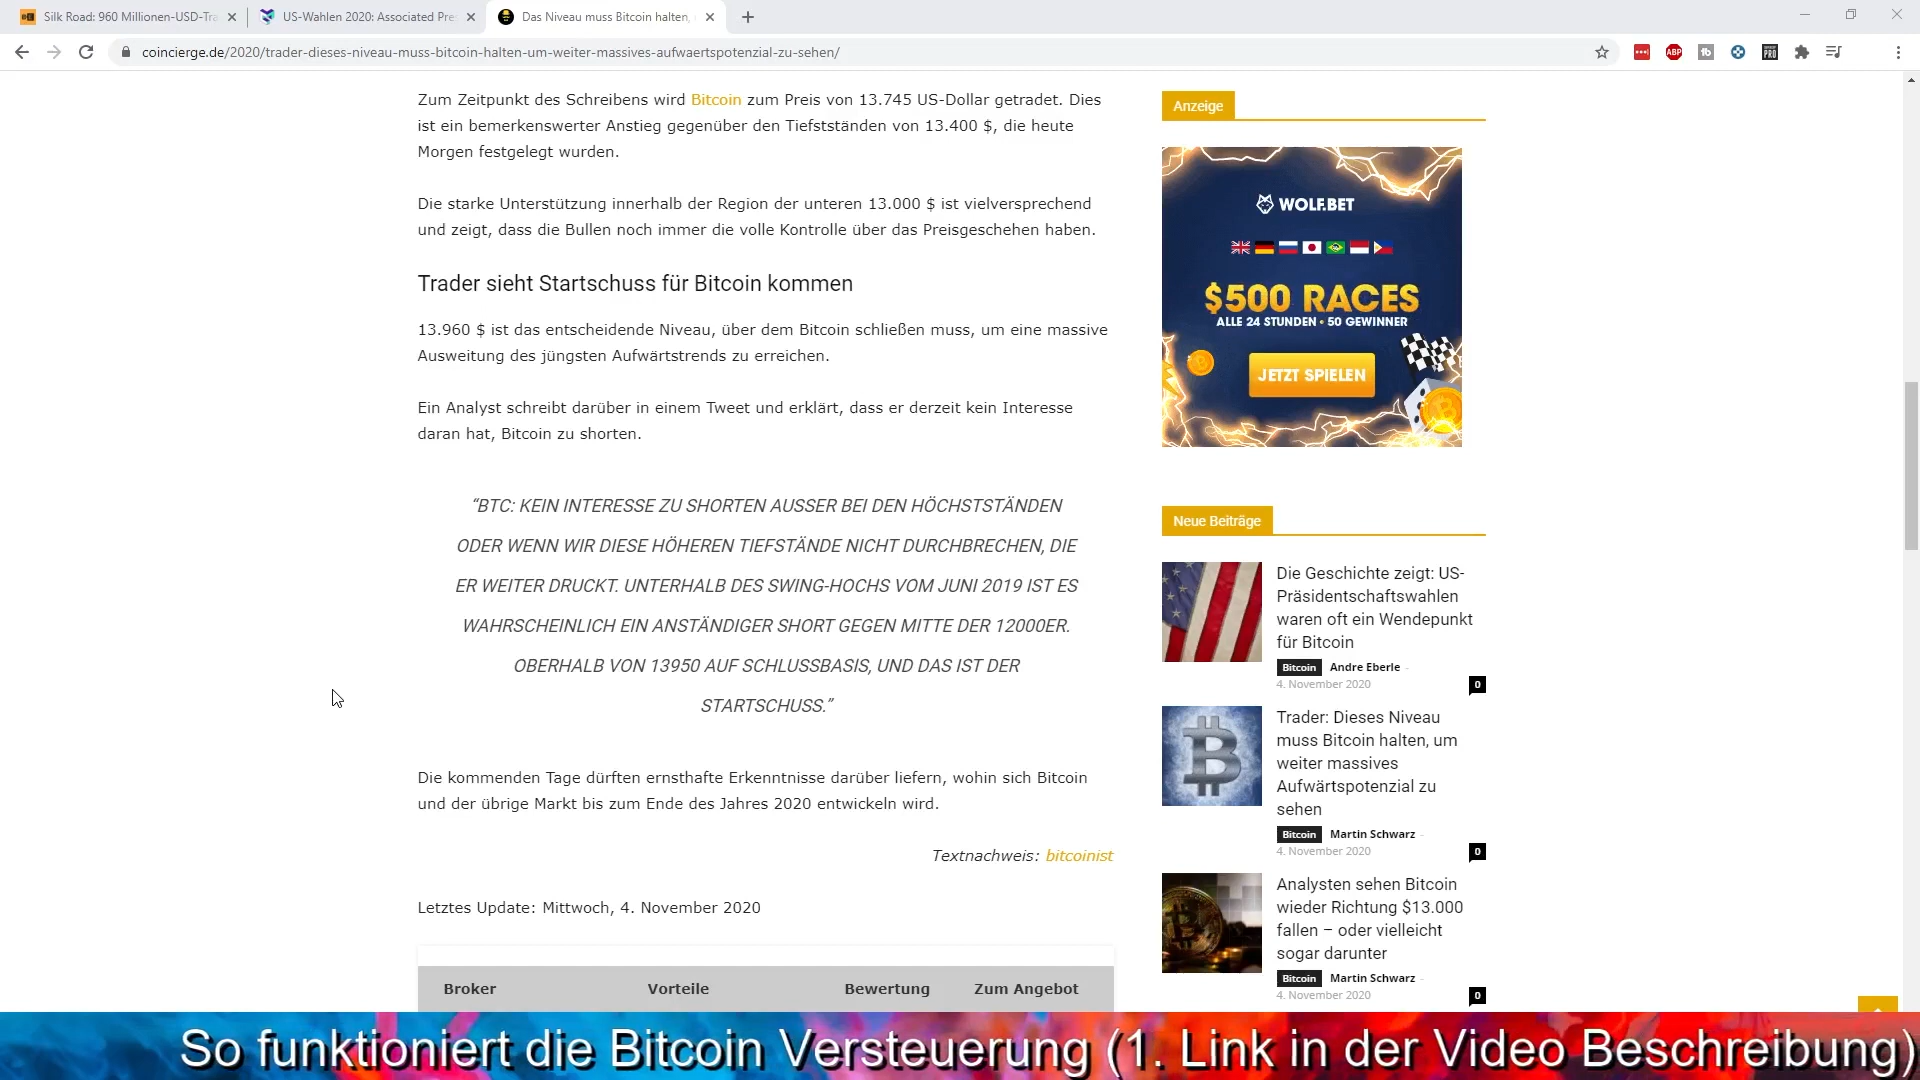 Silk Road: 960 Millionen-USD-Tra
US-Wahlen 2020: Associated Pre
Das Niveau muss Bitcoin halten,
coincierge.de/2020/trader-dieses-niveau-muss-bitcoin-halten-um-weiter-massives-aufwaertspotenzial-zu-sehen/
Zum Zeitpunkt des Schreibens wird Bitcoin zum Preis von 13.745 US-Dollar getradet. Dies
ist ein bemerkenswerter Anstieg gegenüber den Tiefstständen von 13.400 $, die heute
Morgen festgelegt wurden.
Die starke Unterstützung innerhalb der Region der unteren 13.000 $ ist vielversprechend
und zeigt, dass die Bullen noch immer die volle Kontrolle über das Preisgeschehen haben.
Trader sieht Startschuss für Bitcoin kommen
13.960 $ ist das entscheidende Niveau, über dem Bitcoin schließen muss, um eine massive
Ausweitung des jüngsten Aufwärtstrends zu erreichen.
Ein Analyst schreibt darüber in einem Tweet und erklärt, dass er derzeit kein Interesse
daran hat, Bitcoin zu shorten.
“BTC: KEIN INTERESSE ZU SHORTEN AUSSER BEI DEN HÖCHSTSTÄNDEN
ODER WENN WIR DIESE HÖHEREN TIEFSTÄNDE NICHT DURCHBRECHEN, DIE
ER WEITER DRUCKT. UNTERHALB DES SWING-HOCHS VOM JUNI 2019 IST ES
WAHRSCHEINLICH EIN ANSTÄNDIGER SHORT GEGEN MITTE DER 12000ER.
OBERHALB VON 13950 AUF SCHLUSSBASIS, UND DAS IST DER
STARTSCHUSS.”
Die kommenden Tage dürften ernsthafte Erkenntnisse darüber liefern, wohin sich Bitcoin
und der übrige Markt bis zum Ende des Jahres 2020 entwickeln wird.
Textnachweis: bitcoinist
Letztes Update: Mittwoch, 4. November 2020
Broker Vorteile Bewertung Zum Angebot
Anzeige
WOLF.BET
$500 RACES
ALLE 24 STUNDEN • 50 GEWINNER
JETZT SPIELEN
Neue Beiträge
Die Geschichte zeigt: US-
Präsidentschaftswahlen
waren oft ein Wendepunkt
für Bitcoin
Bitcoin Andre Eberle -
4. November 2020 0
Trader: Dieses Niveau
muss Bitcoin halten, um
weiter massives
Aufwärtspotenzial zu
sehen
Bitcoin Martin Schwarz -
4. November 2020 0
Analysten sehen Bitcoin
wieder Richtung $13.000
fallen – oder vielleicht
sogar darunter
Bitcoin Martin Schwarz -
4. November 2020 0
So funktioniert die Bitcoin Versteuerung (1. Link in der Video Beschreibung)